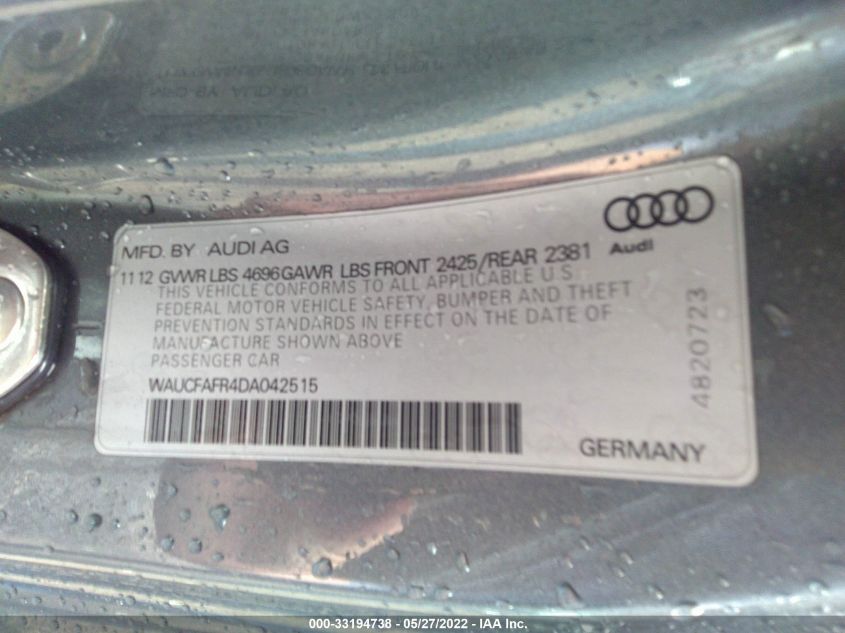 MFD. BY AUDI AG
Audi
11 12 GVWR LBS 4696 GAWR LBS FRONT 2425/REAR 2381
THIS VEHICLE CONFORMS TO ALL APPLICABLE U S
FEDERAL MOTOR VEHICLE SAFETY, BUMPER AND THEFT
PREVENTION STANDARDS IN EFFECT ON THE DATE OF
MANUFACTURE SHOWN ABOVE
PASSENGER CAR
WAUCFAFR4DA042515
GERMANY
4820723
000-33194738 - 05/27/2022 - IAA Inc.